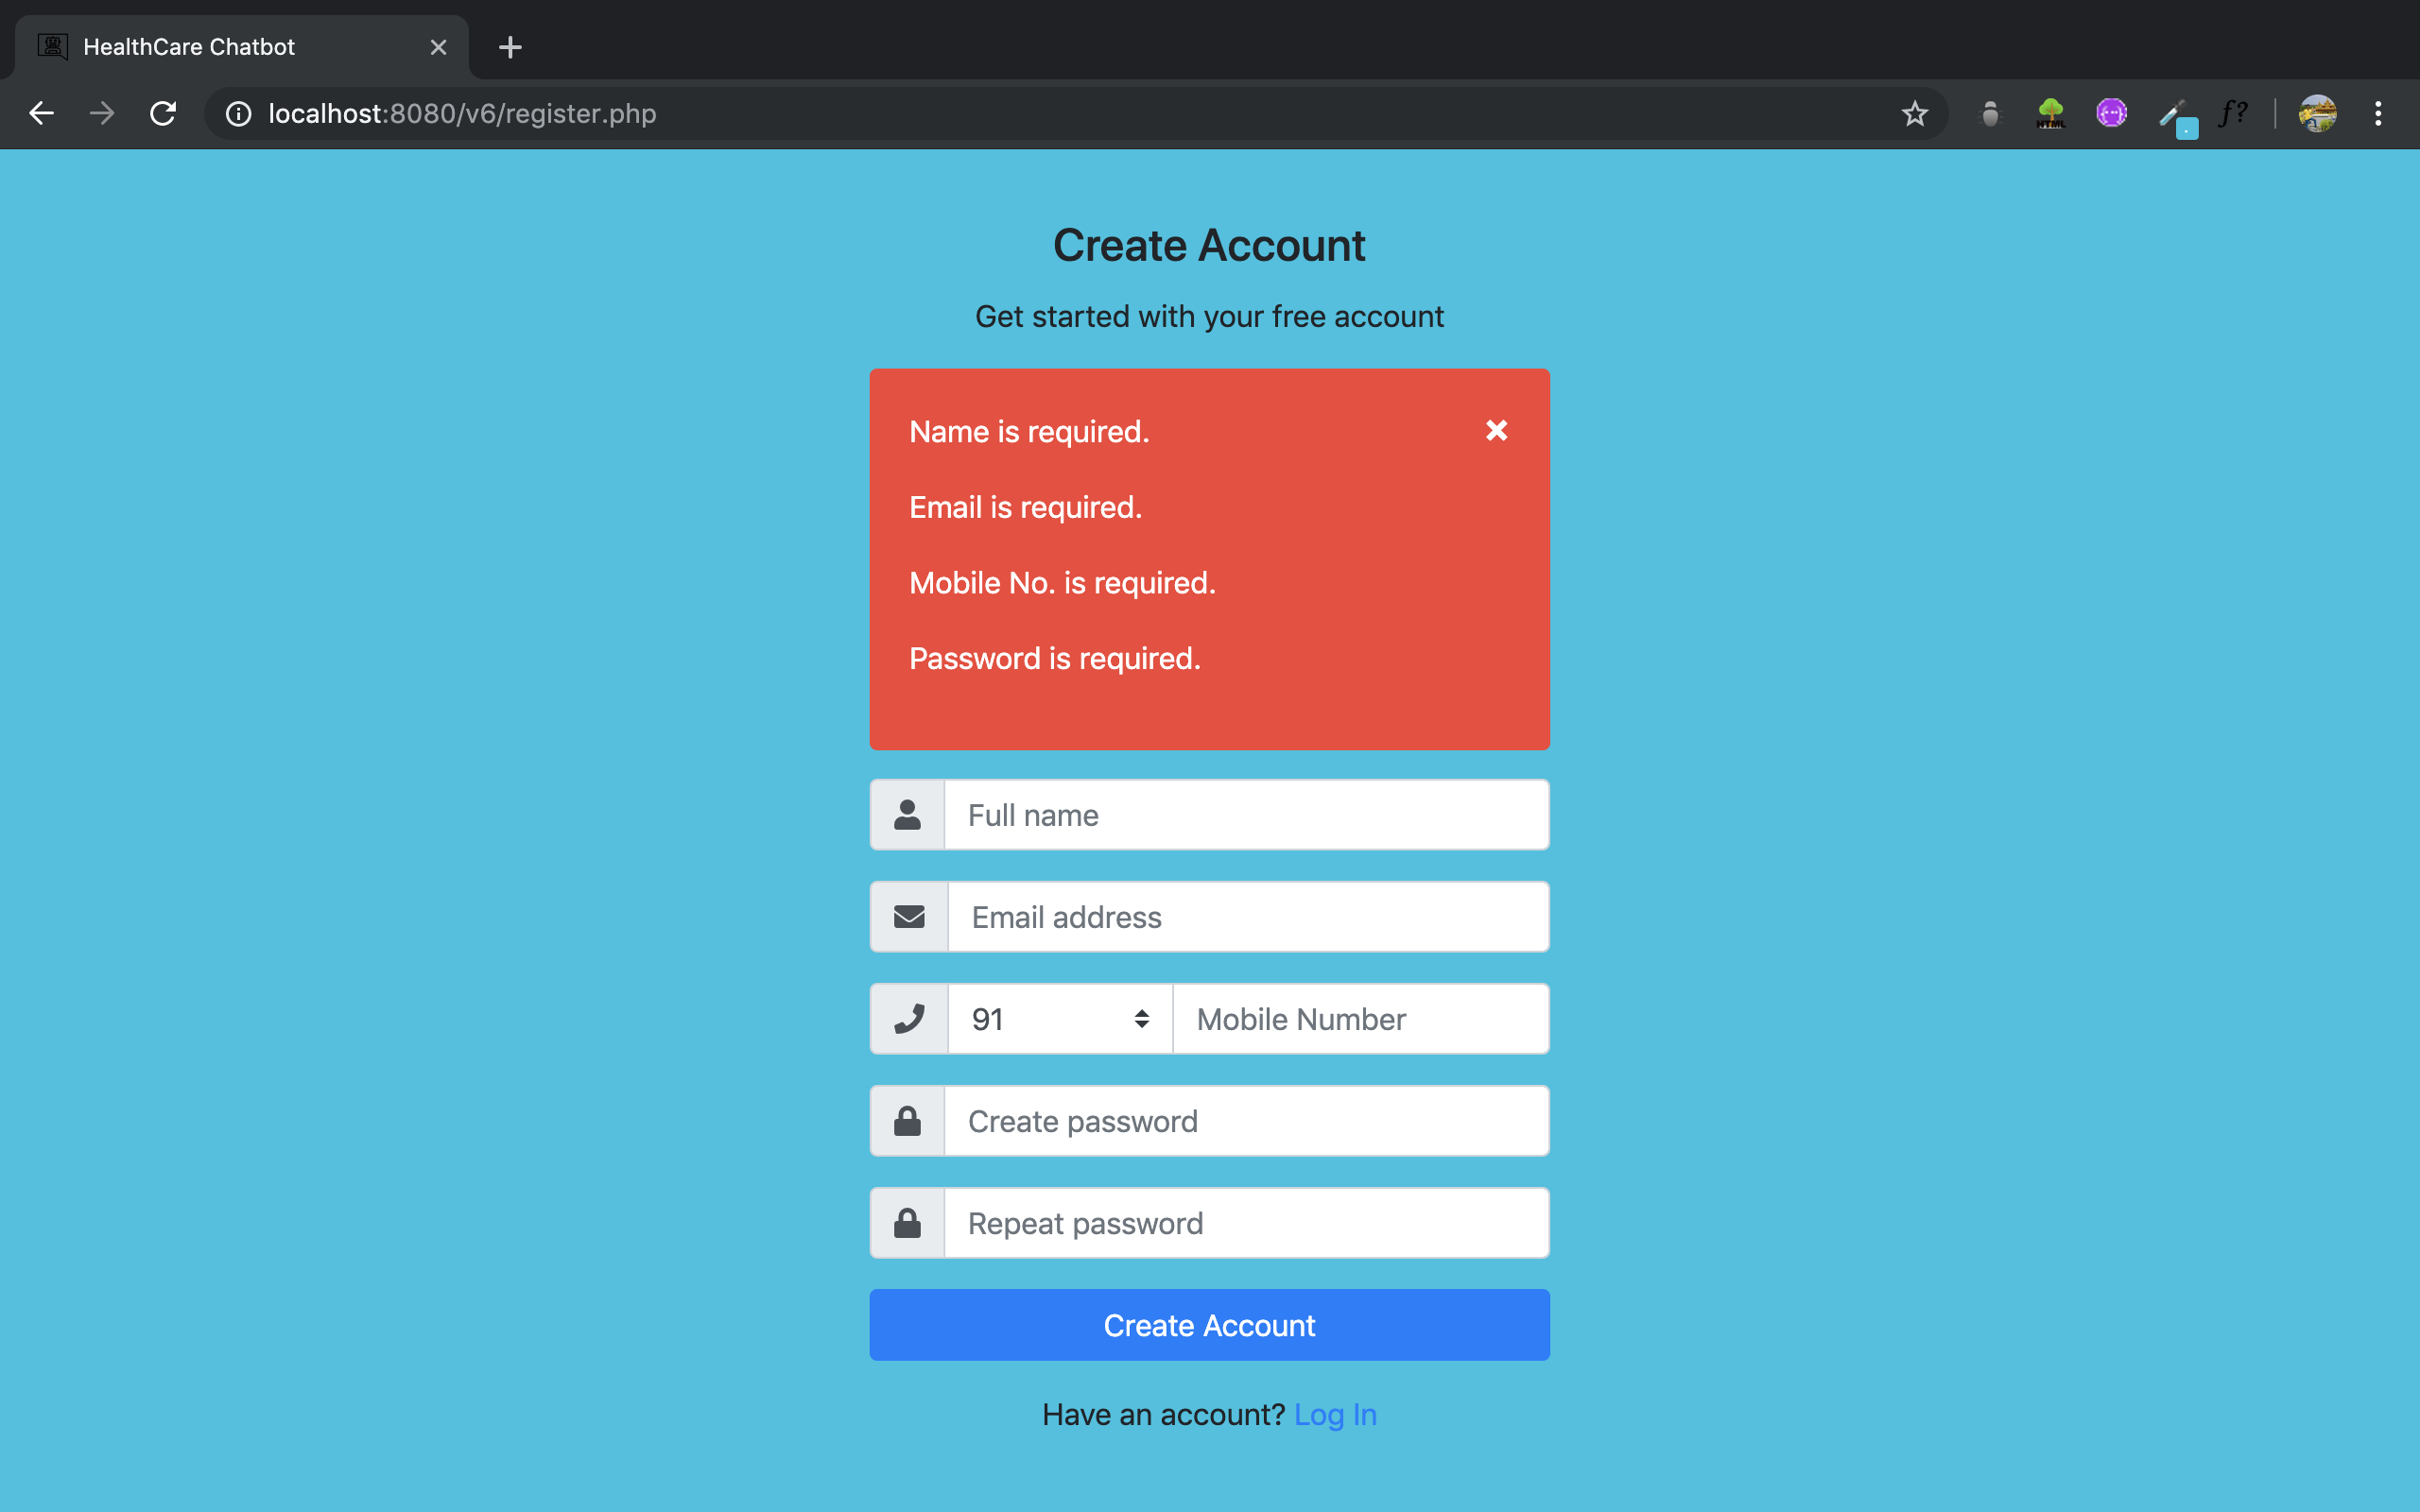 HealthCare Chatbot
localhost:8080/v6/register.php
HTML
f?
Create Account
Get started with your free account
Name is required.
Email is required.
Mobile No. is required.
Password is required.
Full name
Email address
91 Mobile Number
Create password
Repeat password
Create Account
Have an account? Log In